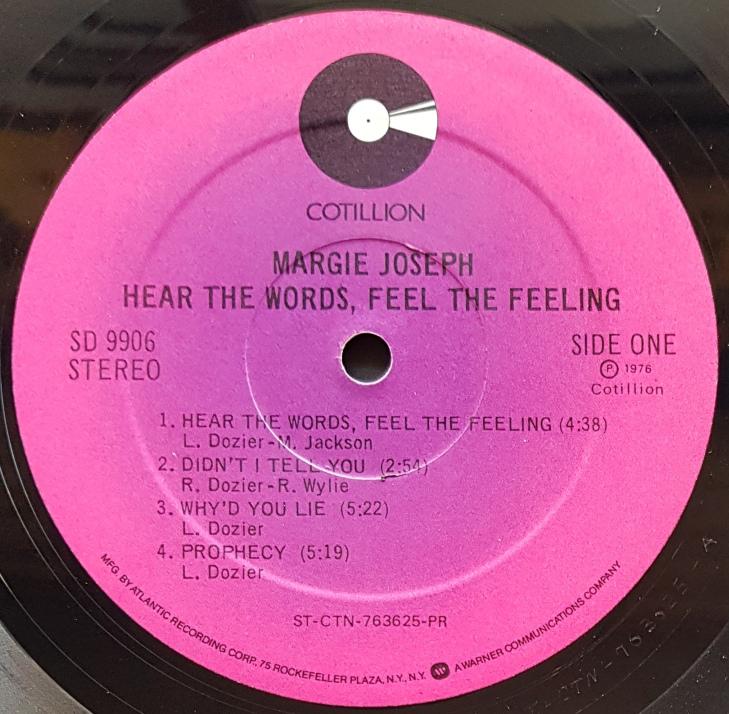 COTILLION
MARGIE JOSEPH
HEAR THE WORDS, FEEL THE FEELING
SD 9906
STEREO
SIDE ONE
Ⓟ 1976
Cotillion
1. HEAR THE WORDS, FEEL THE FEELING (4:38)
L. Dozier-M. Jackson
2. DIDN'T I TELL YOU (2:54)
R. Dozier-R. Wylie
3. WHY'D YOU LIE (5:22)
L. Dozier
4. PROPHECY (5:19)
L. Dozier
ST-CTN-763625-PR
MFG. BY ATLANTIC RECORDING CORP. 75 ROCKEFELLER PLAZA, N.Y., N.Y. A WARNER COMMUNICATIONS COMPANY